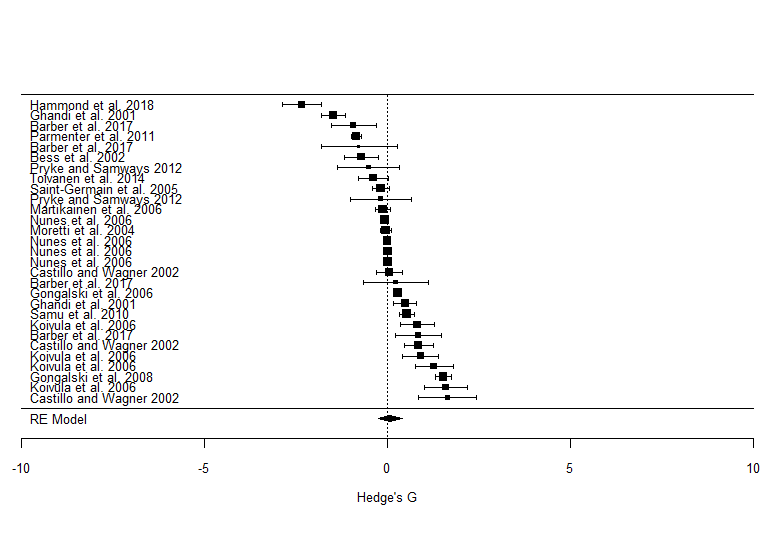 Hammond et al. 2018
Ghandi et al. 2001
Barber et al. 2017
Parmenter et al. 2011
Barber et al. 2017
Bess et al. 2002
Pryke and Samways 2012
Tolvanen et al. 2014
Saint-Germain et al. 2005
Pryke and Samways 2012
Martikainen et al. 2006
Nunes et al. 2006
Moretti et al. 2004
Nunes et al. 2006
Nunes et al. 2006
Nunes et al. 2006
Castillo and Wagner 2002
Barber et al. 2017
Gongalski et al. 2006
Ghandi et al. 2001
Samu et al. 2010
Koivula et al. 2006
Barber et al. 2017
Castillo and Wagner 2002
Koivula et al. 2006
Koivula et al. 2006
Gongalski et al. 2008
Koivula et al. 2006
Castillo and Wagner 2002
RE Model
-10 -5 0 5 10
Hedge's G